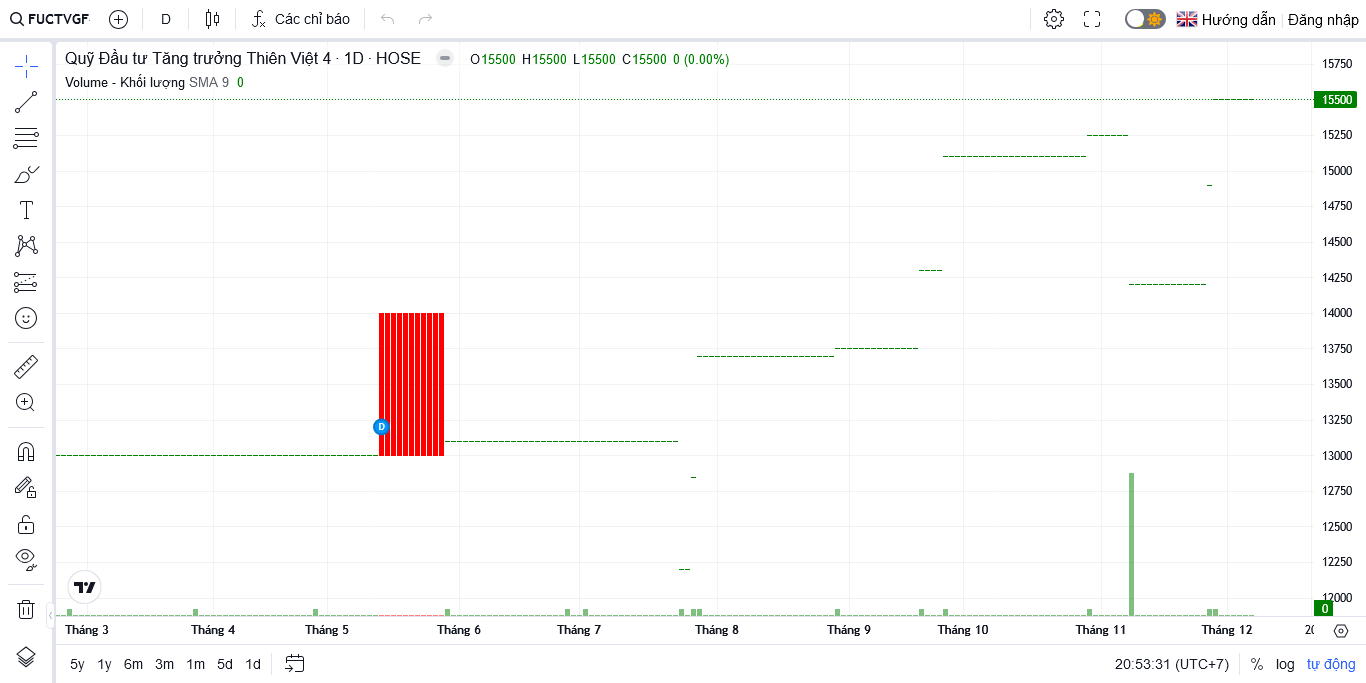 FUCTVGF D Các chỉ báo Hướng dẫn Đăng nhập
Quỹ Đầu tư Tăng trưởng Thiên Việt 4 · 1D · HOSE O15500 H15500 L15500 C15500 0 (0.00%)
Volume - Khối lượng SMA 9 0
15750
15500
15250
15000
14750
14500
14250
14000
13750
13500
13250
D
13000
12750
12500
12250
12000
0
Tháng 3 Tháng 4 Tháng 5 Tháng 6 Tháng 7 Tháng 8 Tháng 9 Tháng 10 Tháng 11 Tháng 12
5y 1y 6m 3m 1m 5d 1d 20:53:31 (UTC+7) % log tự động